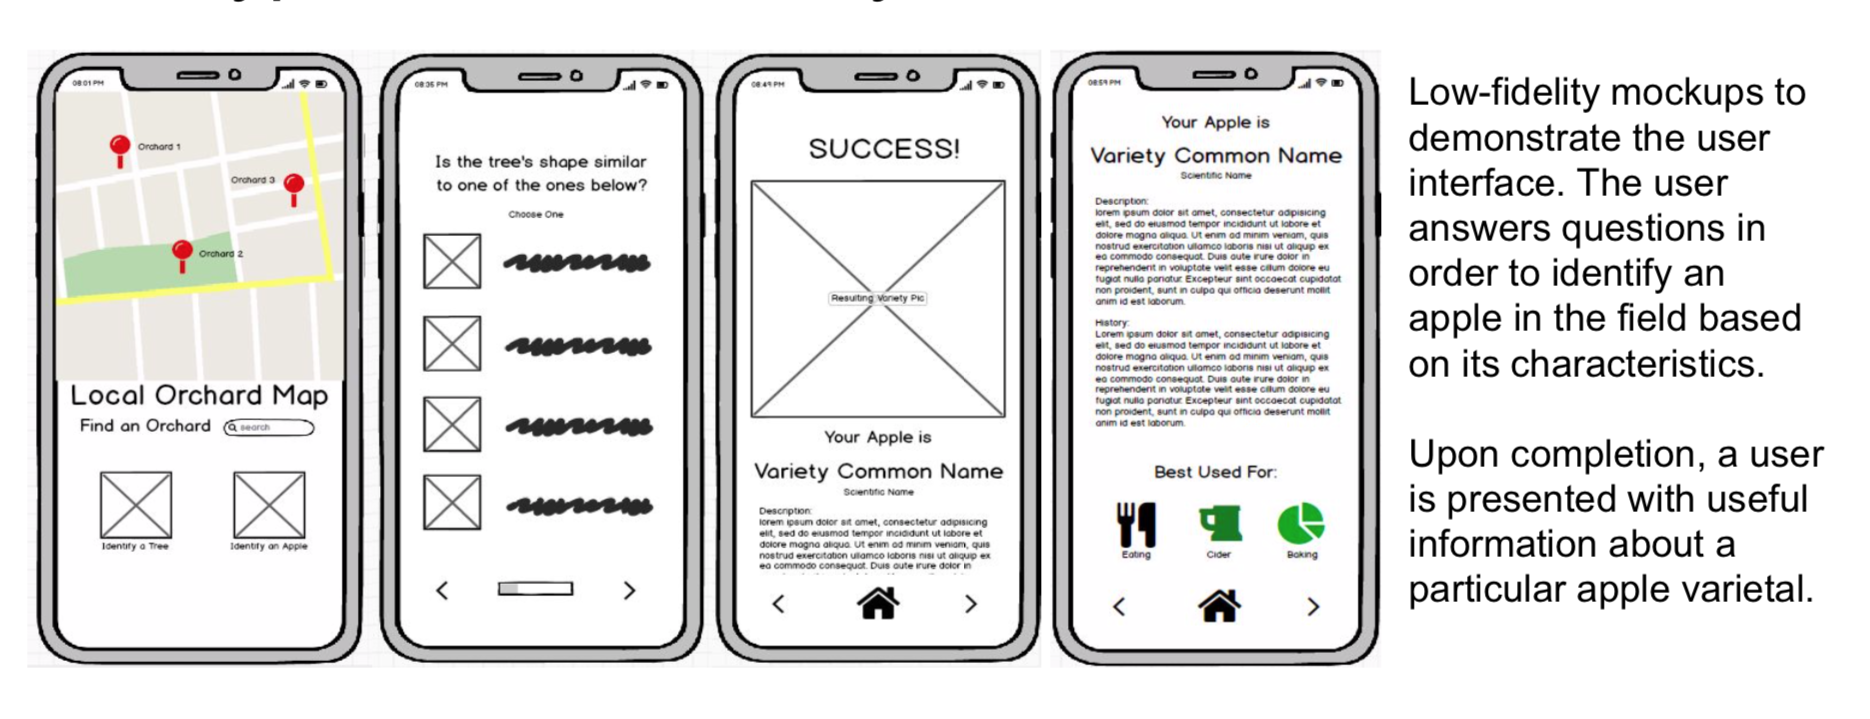 08:01 PM
Orchard 1
Orchard 3
Orchard 2
Local Orchard Map
Find an Orchard
search
Identify a Tree
Identify an Apple
08:35 PM
Is the tree's shape similar
to one of the ones below?
Choose One
08:49 PM
SUCCESS!
Resulting Variety Pic
Your Apple is
Variety Common Name
Scientific Name
Description:
lorem ipsum dolor sit amet, consectetur adipisicing
elit, sed do eiusmod tempor incididunt ut labore et
dolore magna aliqua. Ut enim ad minim veniam, quis
nostrud exercitation ullamco laboris nisi ut aliquip ex
ea commodo consequat. Duis aute irure dolor in
08:59 PM
Your Apple is
Variety Common Name
Scientific Name
Description:
lorem ipsum dolor sit amet, consectetur adipisicing
elit, sed do eiusmod tempor incididunt ut labore et
dolore magna aliqua. Ut enim ad minim veniam, quis
nostrud exercitation ullamco laboris nisi ut aliquip ex
ea commodo consequat. Duis aute irure dolor in
reprehenderit in voluptate velit esse cillum dolore eu
fugiat nulla pariatur. Excepteur sint occaecat cupidatat
non proident, sunt in culpa qui officia deserunt mollit
anim id est laborum.
History:
Lorem ipsum dolor sit amet, consectetur adipisicing
elit, sed do eiusmod tempor incididunt ut labore et
dolore magna aliqua. Ut enim ad minim veniam, quis
nostrud exercitation ullamco laboris nisi ut aliquip ex
ea commodo consequat. Duis aute irure dolor in
reprehenderit in voluptate velit esse cillum dolore eu
fugiat nulla pariatur. Excepteur sint occaecat cupidatat
non proident, sunt in culpa qui officia deserunt mollit
anim id est laborum.
Best Used For:
Eating
Cider
Baking
Low-fidelity mockups to
demonstrate the user
interface. The user
answers questions in
order to identify an
apple in the field based
on its characteristics.
Upon completion, a user
is presented with useful
information about a
particular apple varietal.